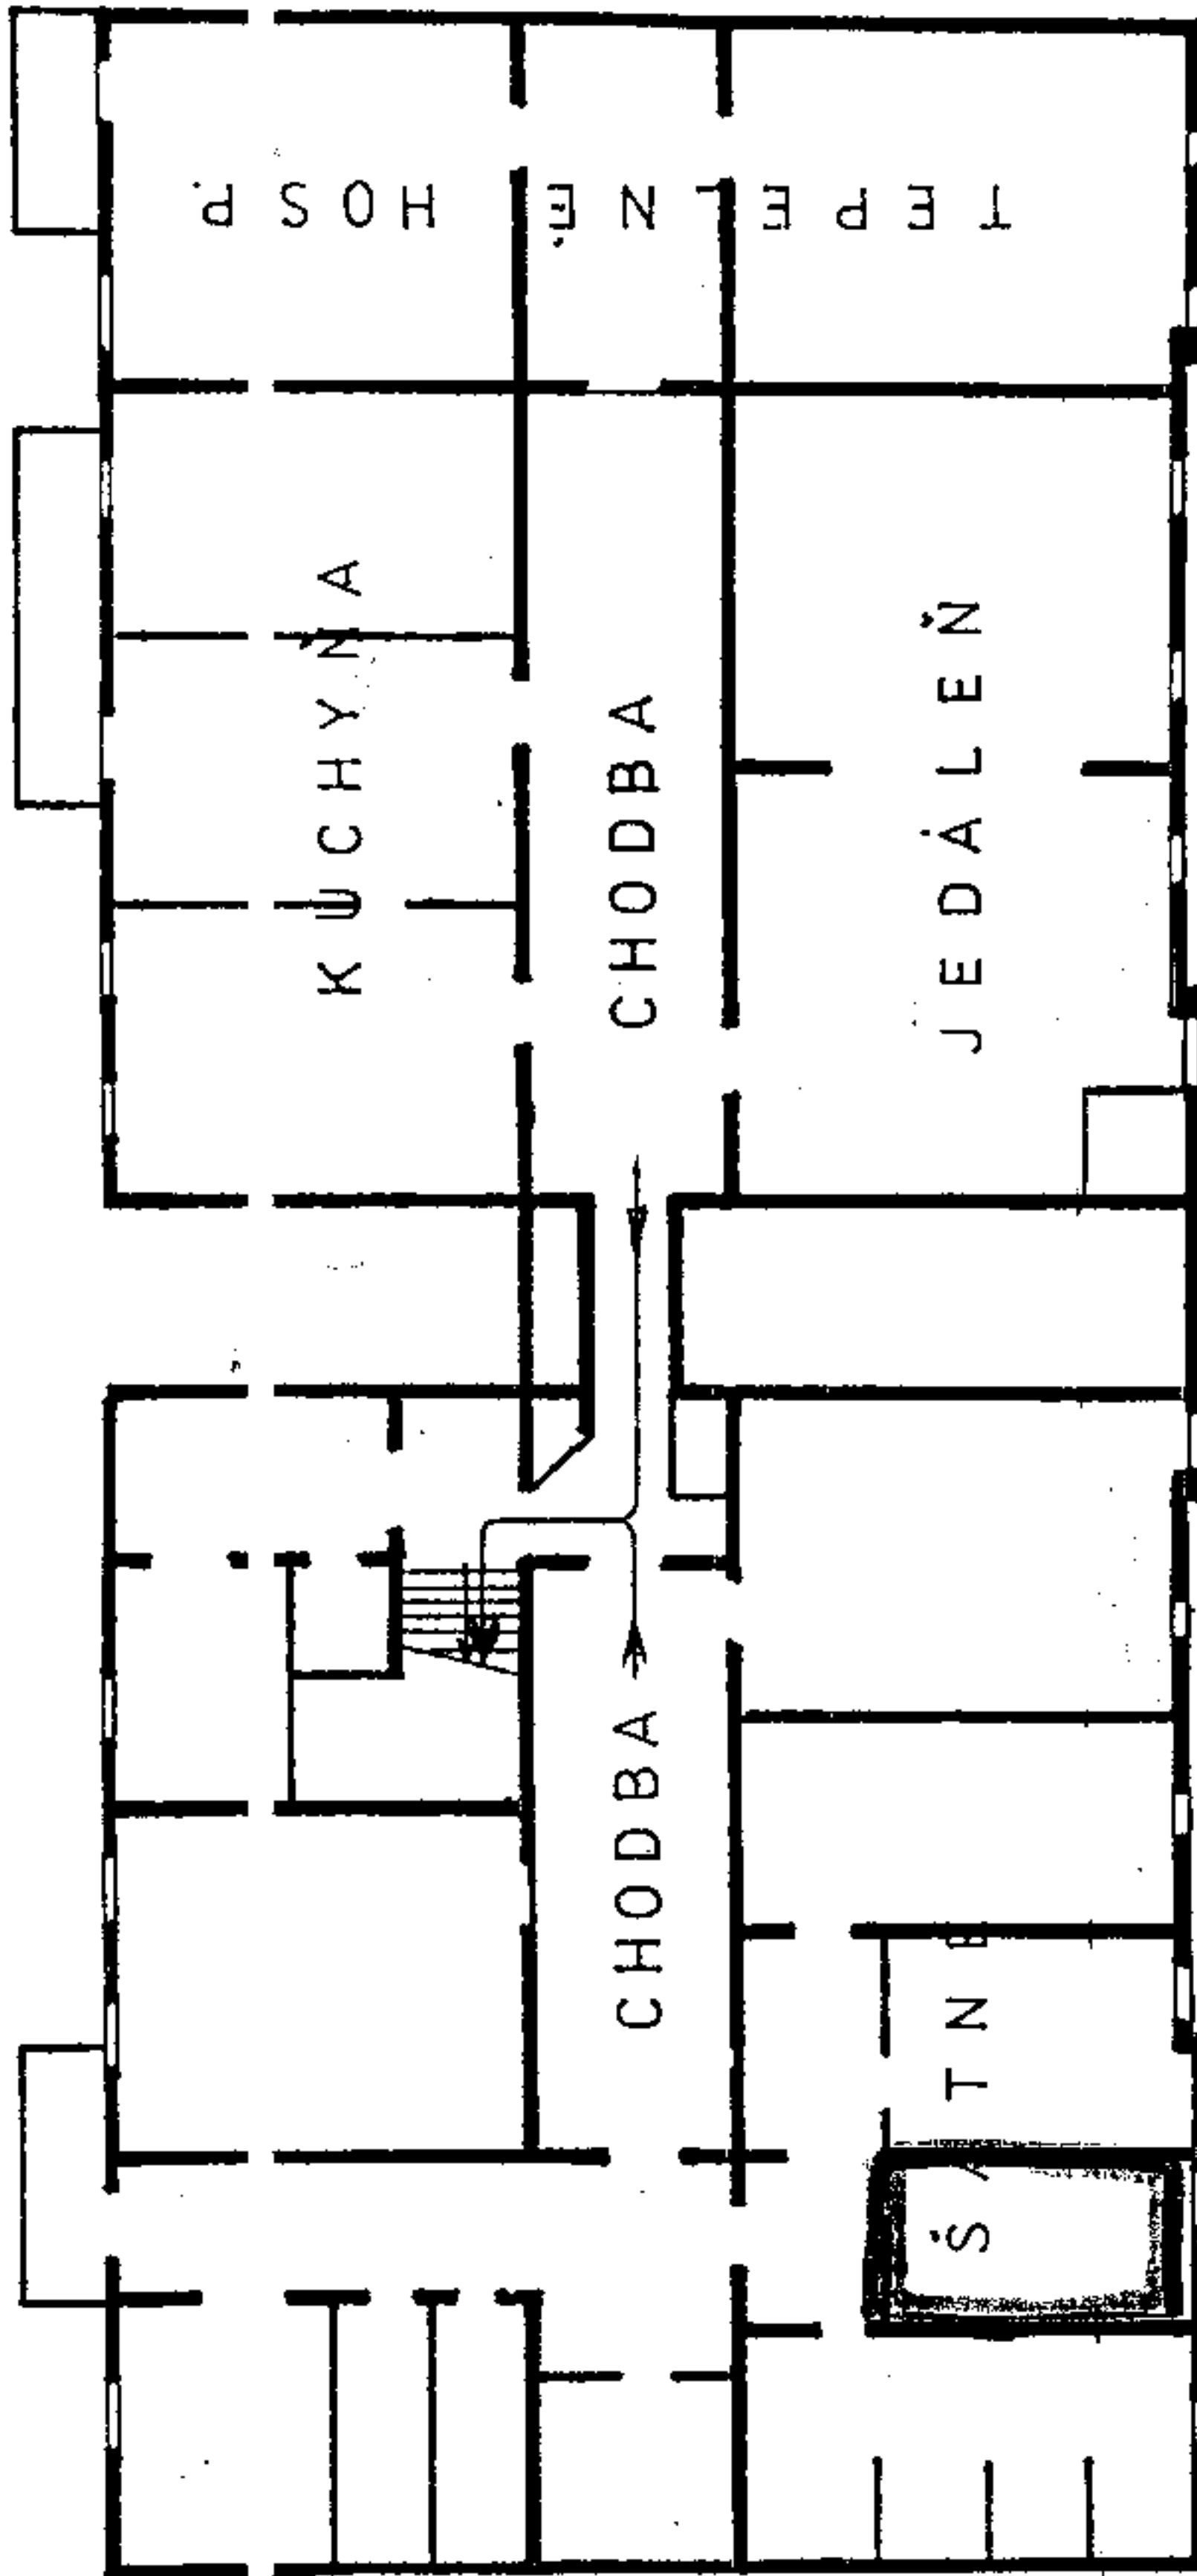 TEPELNÉ HOSP.
KUCHYŇA
CHODBA
JEDÁLEŇ
CHODBA
ŠATNE